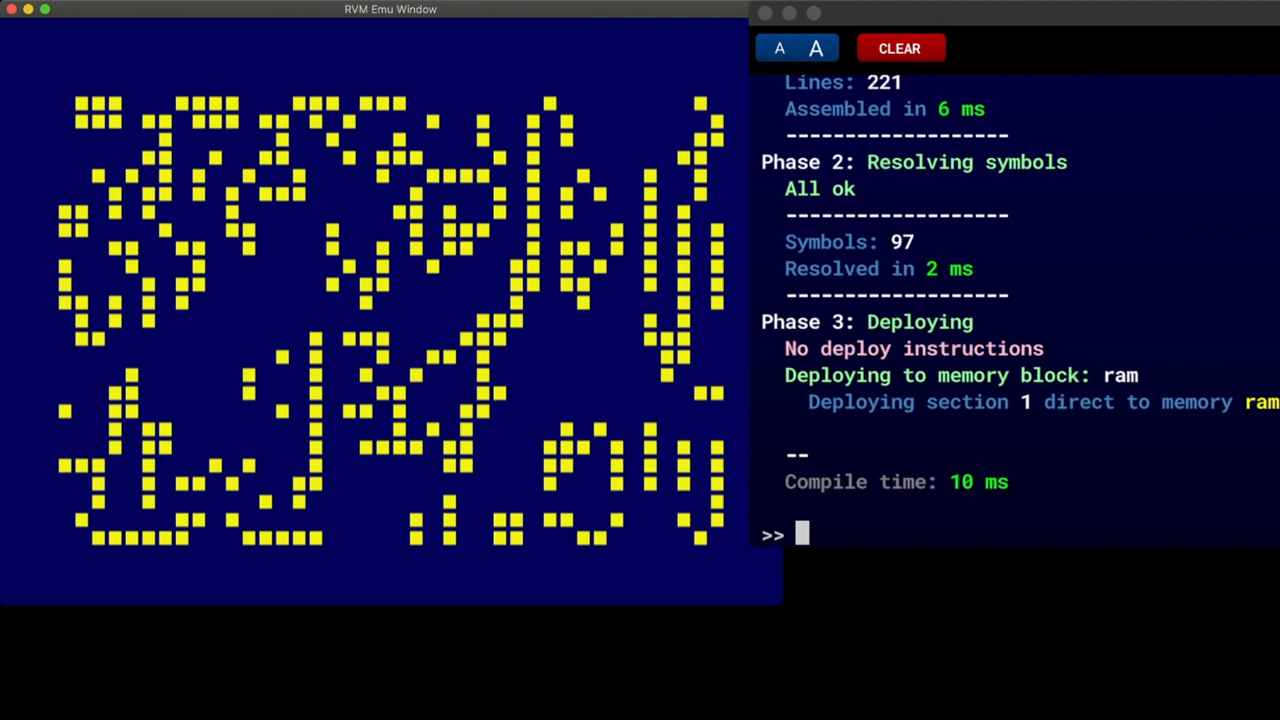 RVM Emu Window
A A CLEAR
Lines: 221
Assembled in 6 ms
-------------------
Phase 2: Resolving symbols
All ok
-------------------
Symbols: 97
Resolved in 2 ms
-------------------
Phase 3: Deploying
No deploy instructions
Deploying to memory block: ram
Deploying section 1 direct to memory ram
--
Compile time: 10 ms
>>